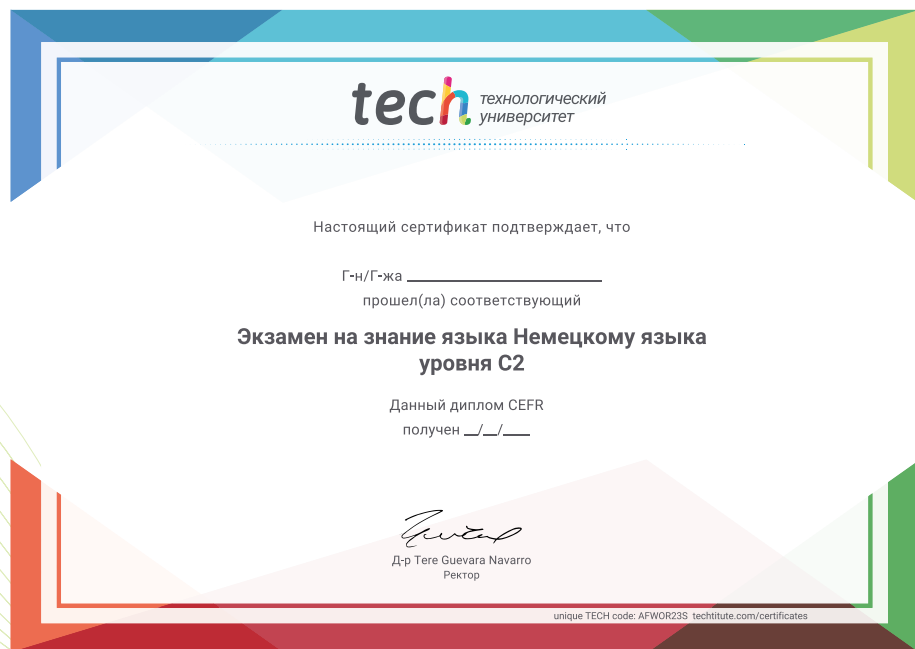 tech технологический
университет
Настоящий сертификат подтверждает, что
Г-н/Г-жа ____________________
прошел(ла) соответствующий
Экзамен на знание языка Немецкому языка
уровня C2
Данный диплом CEFR
получен __/__/____
Д-р Tere Guevara Navarro
Ректор
unique TECH code: AFWOR23S techtitute.com/certificates